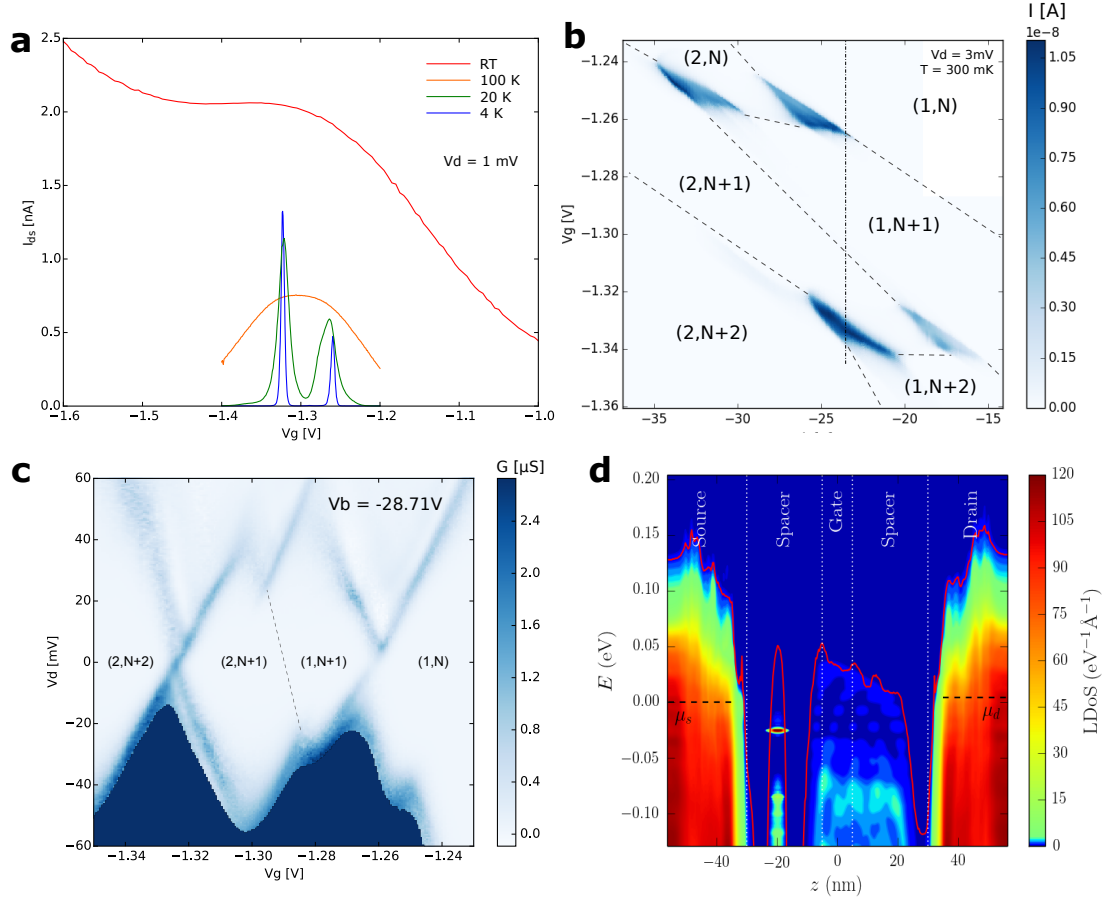 a
2.5
2.0
1.5
1.0
0.5
0.0
I_ds [nA]
RT
100 K
20 K
4 K
Vd = 1 mV
−1.6 −1.5 −1.4 −1.3 −1.2 −1.1 −1.0
Vg [V]
b
Vd = 3mV
T = 300 mK
(2,N)
(1,N)
(2,N+1)
(1,N+1)
(2,N+2)
(1,N+2)
−1.24
−1.26
−1.28
−1.30
−1.32
−1.34
−1.36
Vg [V]
−35 −30 −25 −20 −15
I [A]
1e−8
1.05
0.90
0.75
0.60
0.45
0.30
0.15
0.00
c
Vb = -28.71V
60
40
20
0
−20
−40
−60
Vd [mV]
(2,N+2) (2,N+1) (1,N+1) (1,N)
−1.34 −1.32 −1.30 −1.28 −1.26 −1.24
Vg [V]
G [µS]
2.4
2.0
1.6
1.2
0.8
0.4
0.0
d
0.20
0.15
0.10
0.05
0.00
−0.05
−0.10
E (eV)
Source
Spacer
Gate
Spacer
Drain
μs
μd
−40 −20 0 20 40
z (nm)
120
105
90
75
60
45
30
15
0
LDoS (eV⁻¹Å⁻¹)